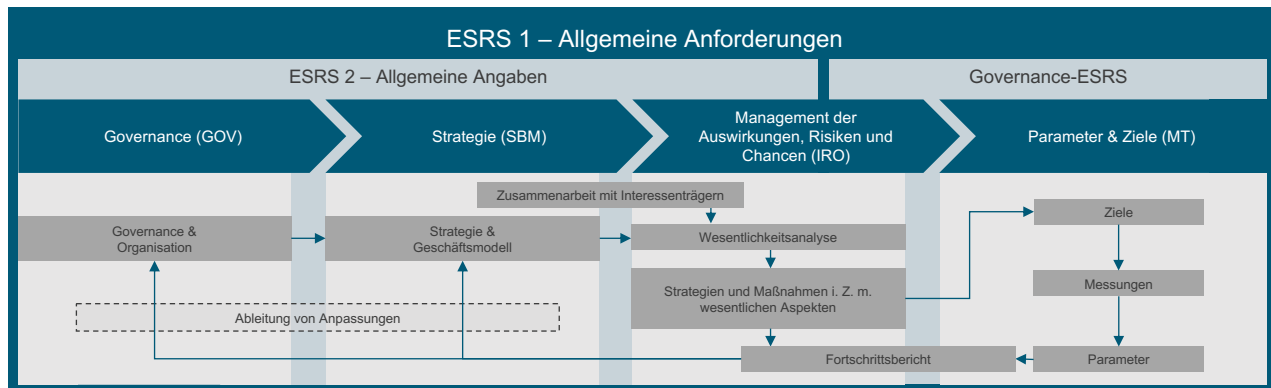 ESRS 1 – Allgemeine Anforderungen
ESRS 2 – Allgemeine Angaben
Governance-ESRS
Governance (GOV)
Strategie (SBM)
Management der
Auswirkungen, Risiken und
Chancen (IRO)
Parameter & Ziele (MT)
Zusammenarbeit mit Interessenträgern
Governance &
Organisation
Strategie &
Geschäftsmodell
Wesentlichkeitsanalyse
Ziele
Strategien und Maßnahmen i. Z. m.
wesentlichen Aspekten
Messungen
Ableitung von Anpassungen
Fortschrittsbericht
Parameter